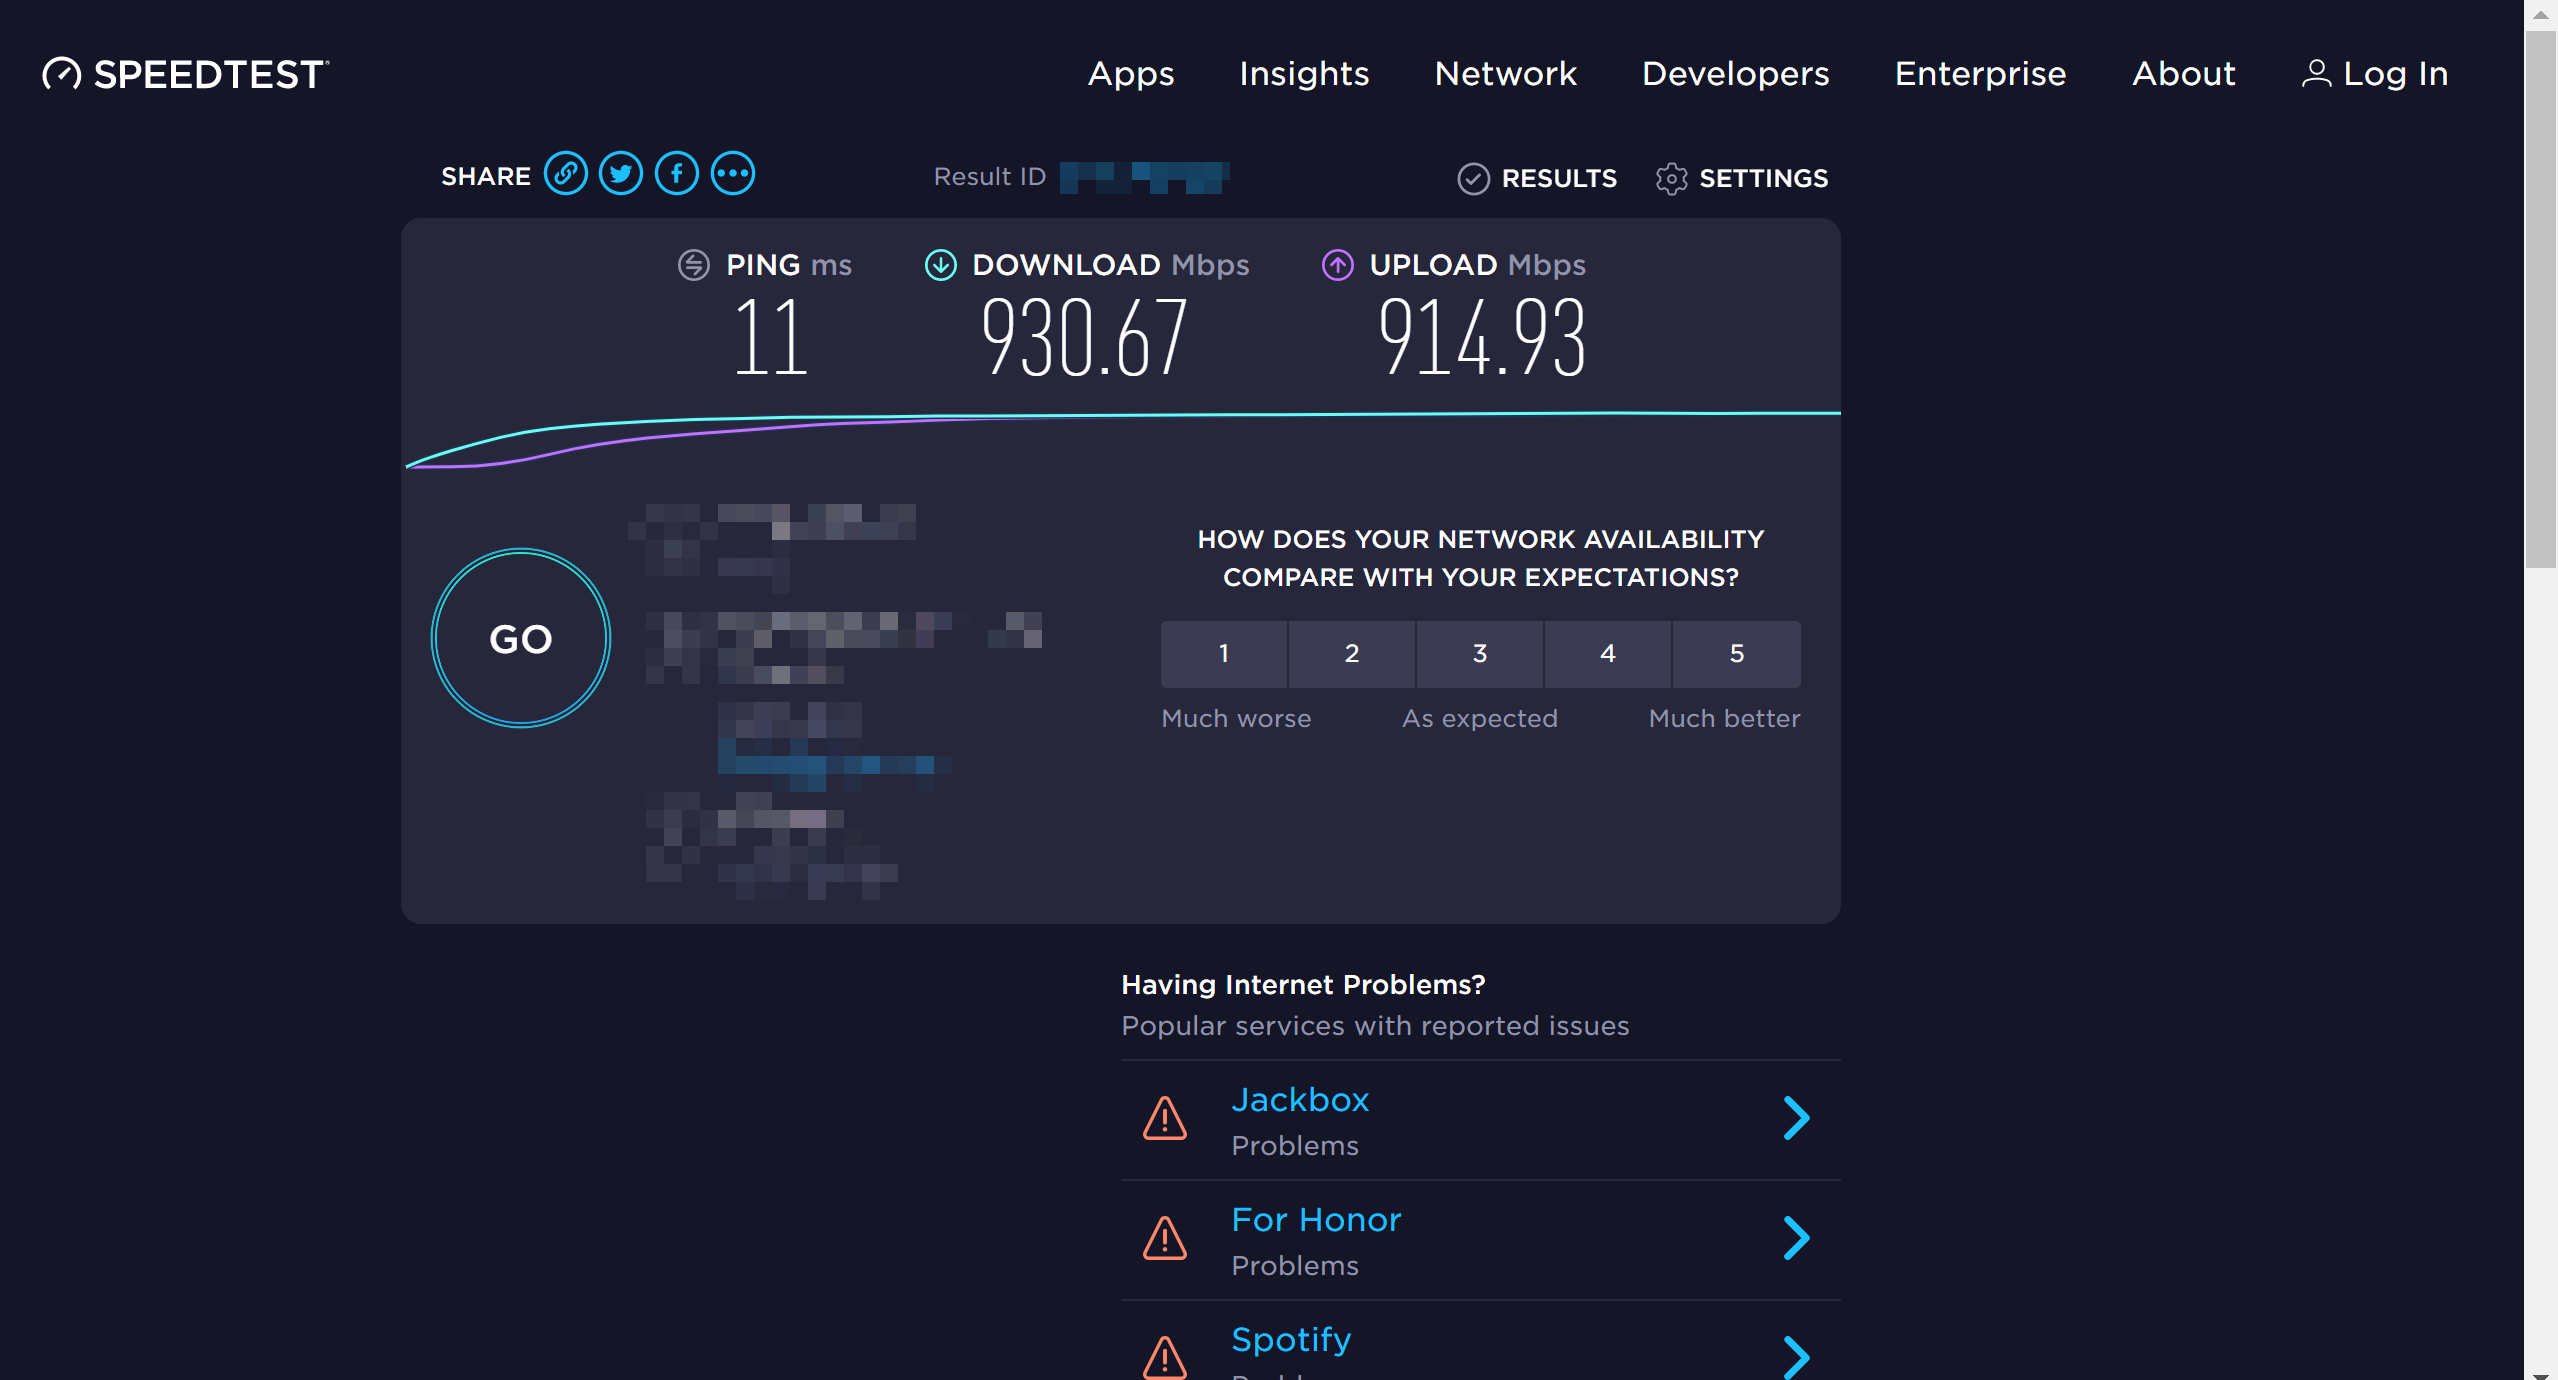 SPEEDTEST
Apps Insights Network Developers Enterprise About Log In
SHARE Result ID RESULTS SETTINGS
PING ms DOWNLOAD Mbps UPLOAD Mbps
11 930.67 914.93
HOW DOES YOUR NETWORK AVAILABILITY
COMPARE WITH YOUR EXPECTATIONS?
GO
1 2 3 4 5
Much worse As expected Much better
Having Internet Problems?
Popular services with reported issues
Jackbox
Problems
For Honor
Problems
Spotify